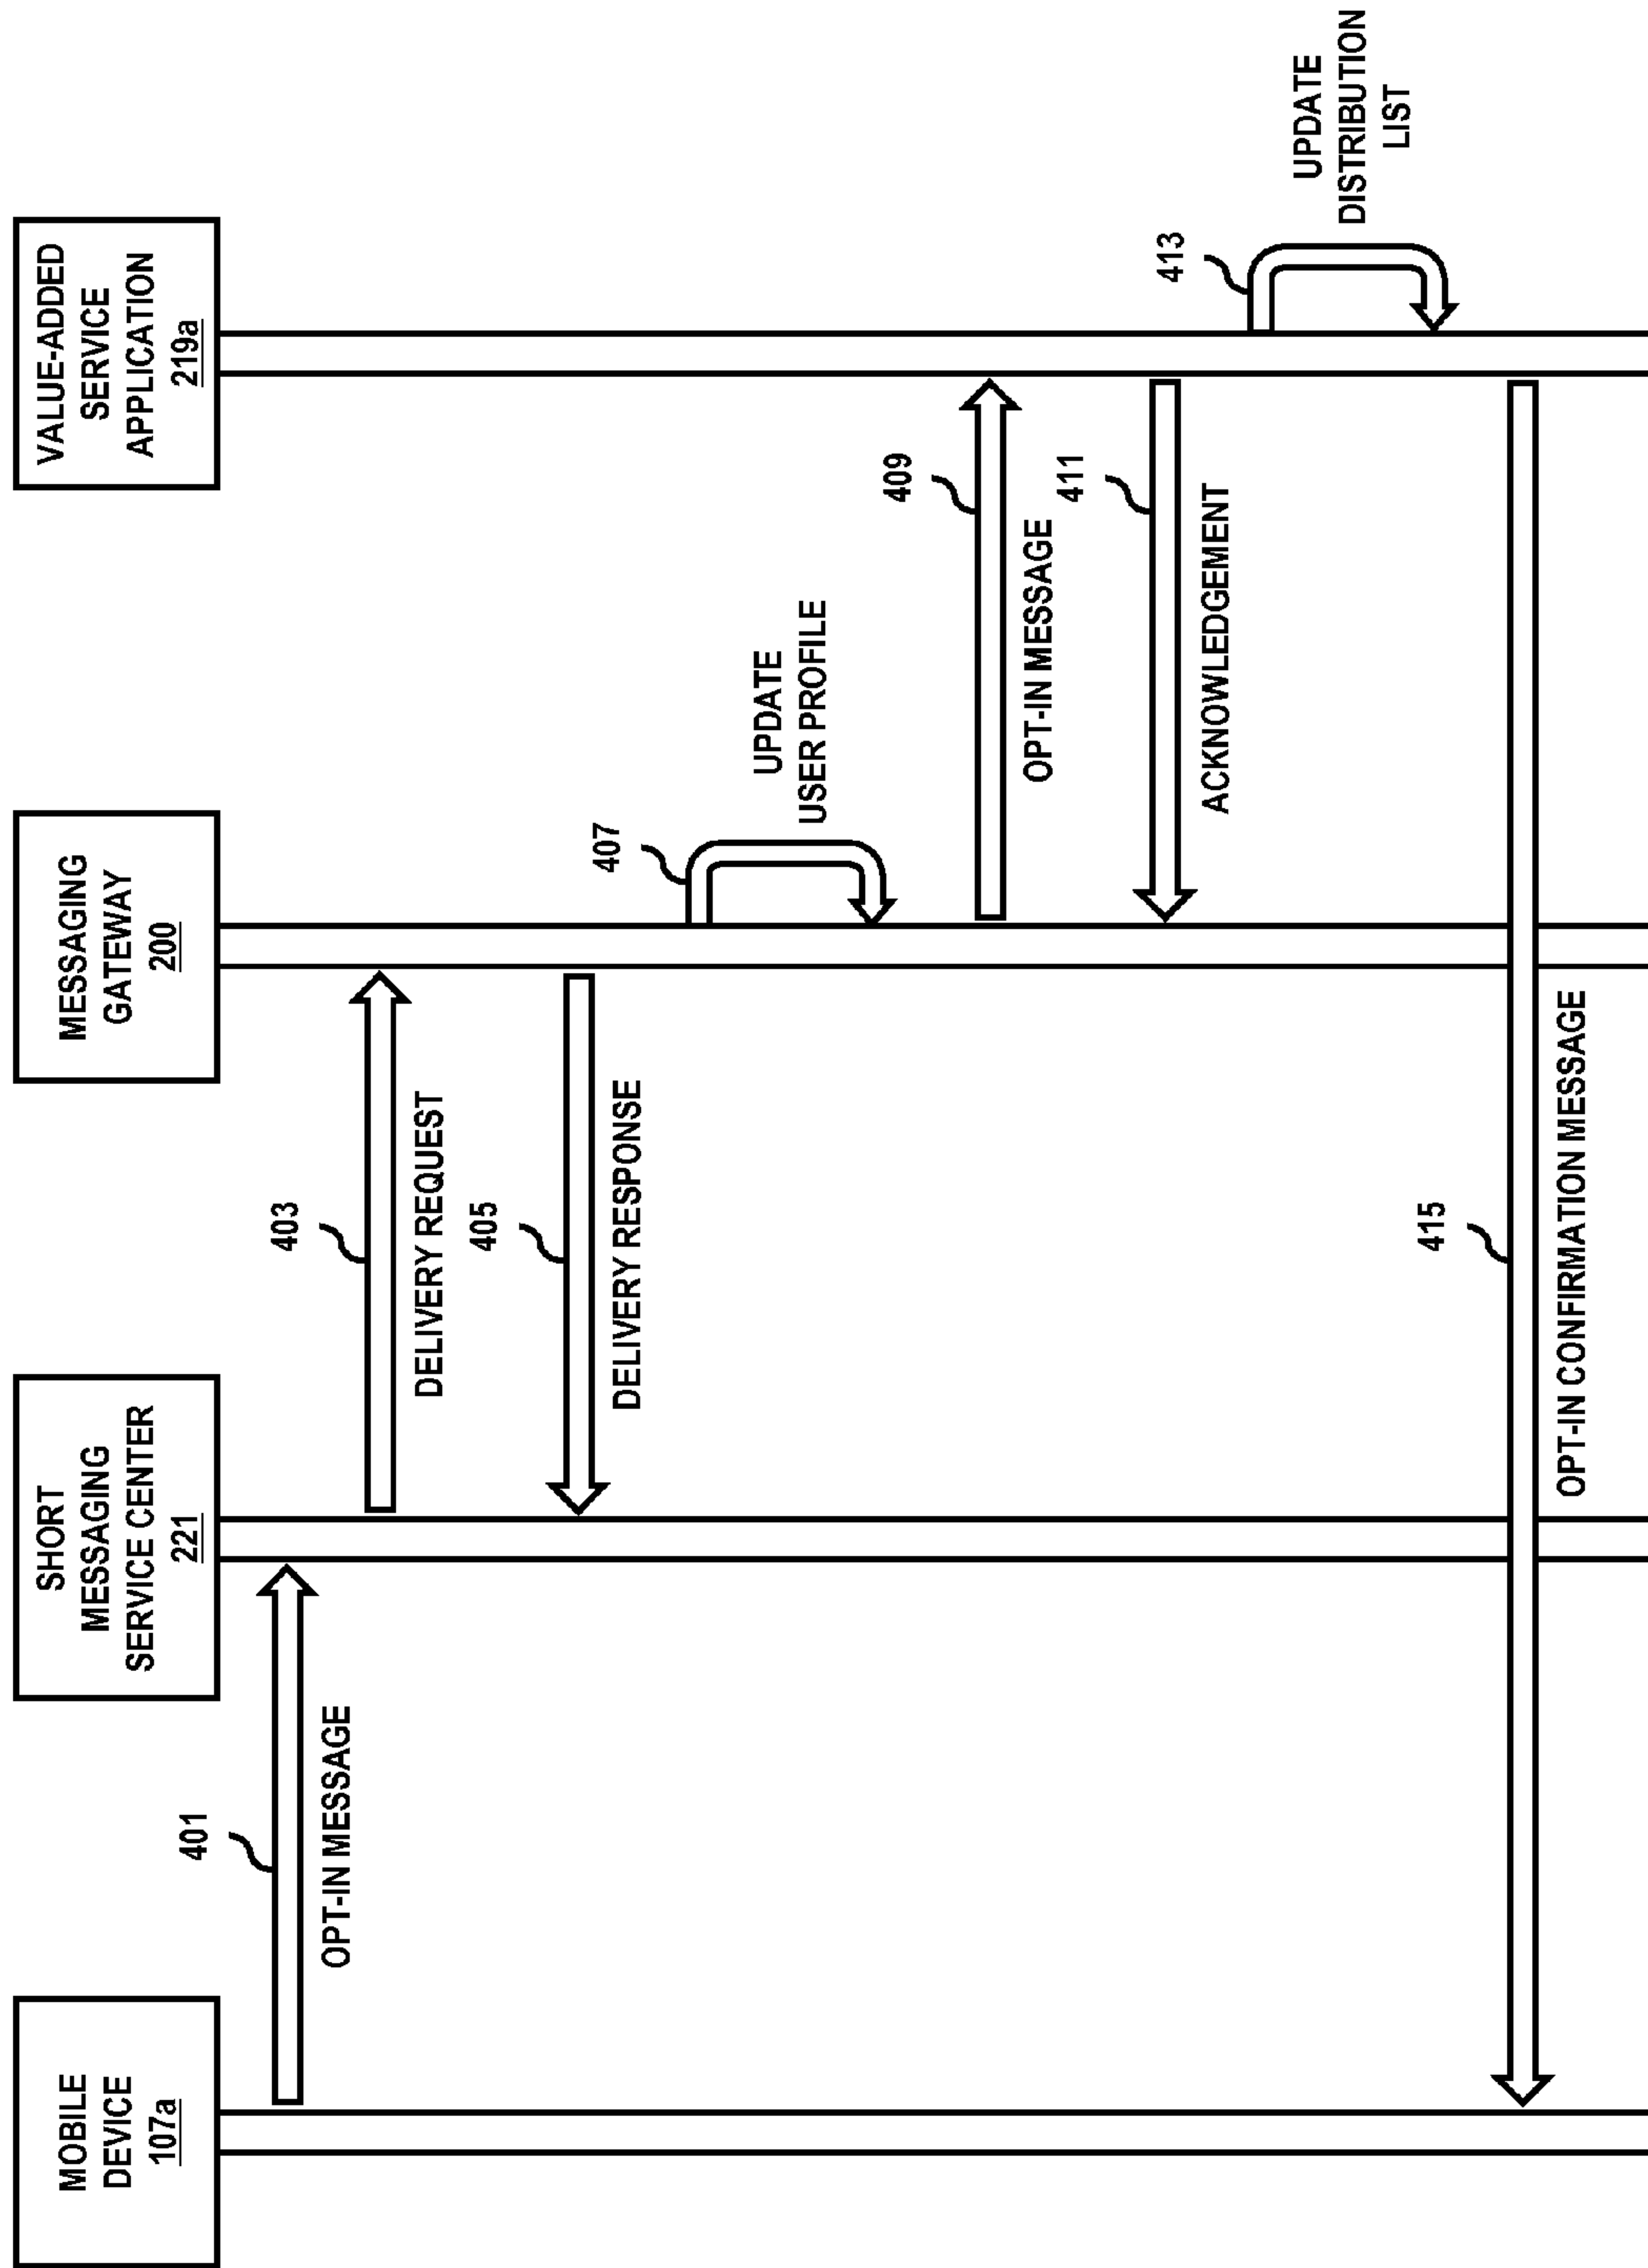 MOBILE
DEVICE
107a
SHORT
MESSAGING
SERVICE CENTER
221
MESSAGING
GATEWAY
200
VALUE-ADDED
SERVICE
APPLICATION
219a
401
OPT-IN MESSAGE
403
DELIVERY REQUEST
405
DELIVERY RESPONSE
407
UPDATE
USER PROFILE
409
OPT-IN MESSAGE
411
ACKNOWLEDGEMENT
413
UPDATE
DISTRIBUTION
LIST
415
OPT-IN CONFIRMATION MESSAGE